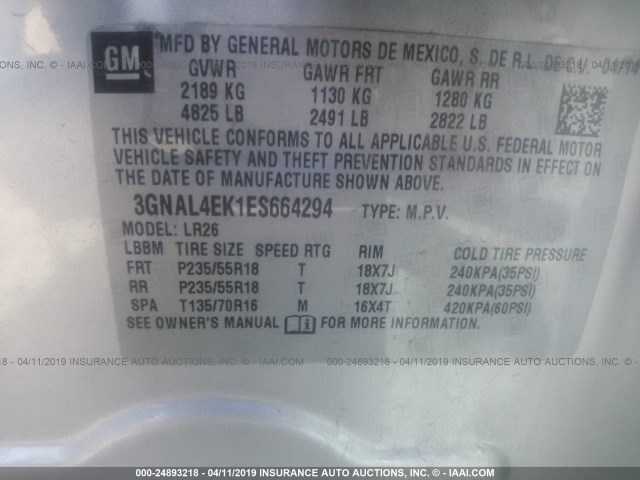 GM
MFD BY GENERAL MOTORS DE MEXICO, S. DE R.L. DE C.V.
GVWR GAWR FRT GAWR RR
2189 KG 1130 KG 1280 KG
4825 LB 2491 LB 2822 LB
THIS VEHICLE CONFORMS TO ALL APPLICABLE U.S. FEDERAL MOTOR
VEHICLE SAFETY AND THEFT PREVENTION STANDARDS IN EFFECT ON
THE DATE OF MANUFACTURE SHOWN ABOVE.
3GNAL4EK1ES664294 TYPE: M.P.V.
MODEL: LR26
LBBM TIRE SIZE SPEED RTG RIM COLD TIRE PRESSURE
FRT P235/55R18 T 18X7J 240KPA(35PSI)
RR P235/55R18 T 18X7J 240KPA(35PSI)
SPA T135/70R16 M 16X4T 420KPA(60PSI)
SEE OWNER'S MANUAL i FOR MORE INFORMATION.
000-24893218 - 04/11/2019 INSURANCE AUTO AUCTIONS, INC. - © IAAI.COM